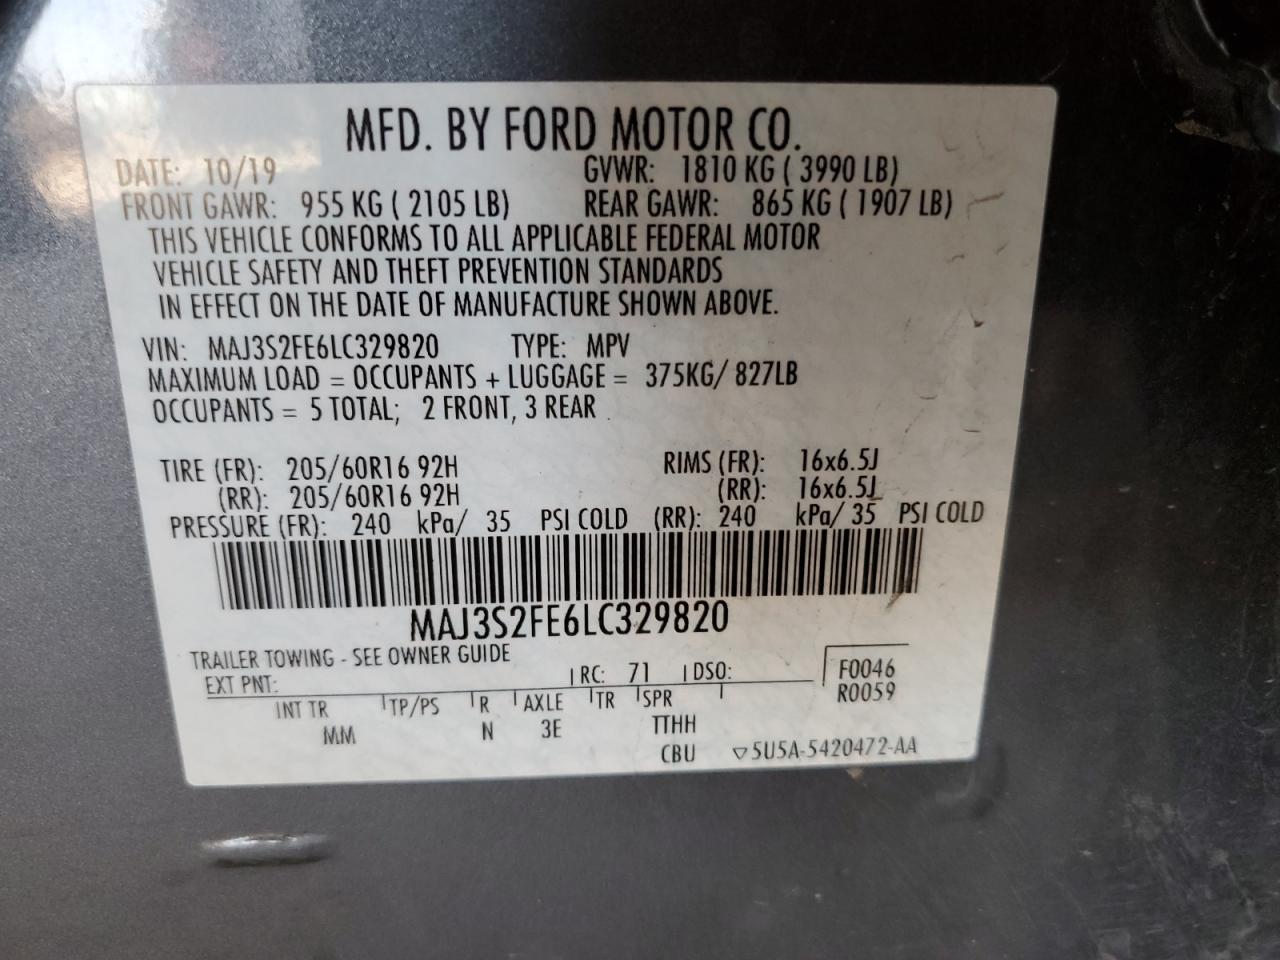 MFD. BY FORD MOTOR CO.
DATE: 10/19 GVWR: 1810 KG ( 3990 LB)
FRONT GAWR: 955 KG ( 2105 LB) REAR GAWR: 865 KG ( 1907 LB)
THIS VEHICLE CONFORMS TO ALL APPLICABLE FEDERAL MOTOR
VEHICLE SAFETY AND THEFT PREVENTION STANDARDS
IN EFFECT ON THE DATE OF MANUFACTURE SHOWN ABOVE.
VIN: MAJ3S2FE6LC329820 TYPE: MPV
MAXIMUM LOAD = OCCUPANTS + LUGGAGE = 375KG/ 827LB
OCCUPANTS = 5 TOTAL; 2 FRONT, 3 REAR
TIRE (FR): 205/60R16 92H RIMS (FR): 16x6.5J
(RR): 205/60R16 92H (RR): 16x6.5J
PRESSURE (FR): 240 kPa/ 35 PSI COLD (RR): 240 kPa/ 35 PSI COLD
MAJ3S2FE6LC329820
TRAILER TOWING - SEE OWNER GUIDE
EXT PNT: RC: 71 DSO: F0046
R0059
INT TR TP/PS R AXLE TR SPR
MM N 3E TTHH
CBU ▽5U5A-5420472-AA